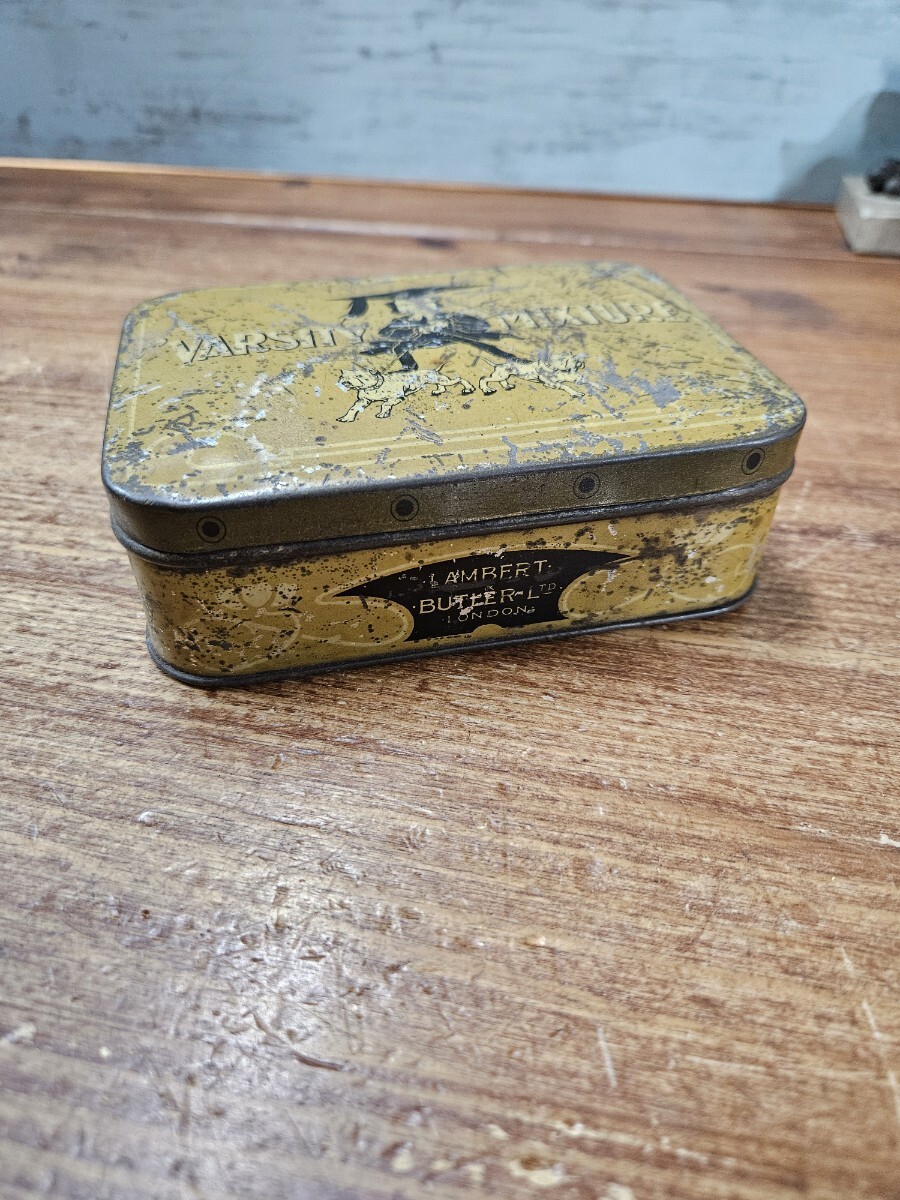 VARSITY MIXTURE
·LAMBERT·
&
BUTLER·LTD
·LONDON·